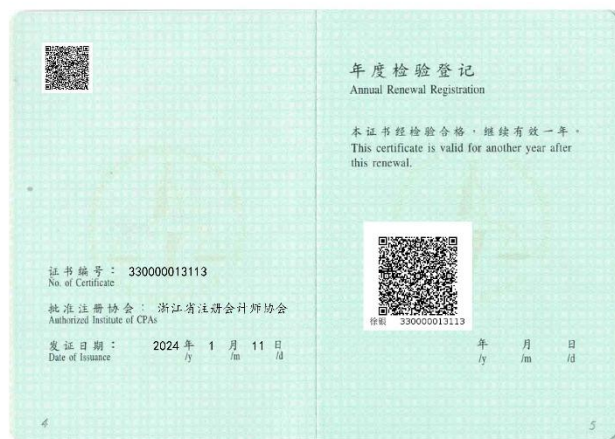 证书编号： 330000013113
No. of Certificate
批准注册协会： 浙江省注册会计师协会
Authorized Institute of CPAs
发证日期： 2024 年 1 月 11 日
Date of Issuance /y /m /d
4
年度检验登记
Annual Renewal Registration
本证书经检验合格，继续有效一年。
This certificate is valid for another year after
this renewal.
330000013113
年 月 日
/y /m /d
5